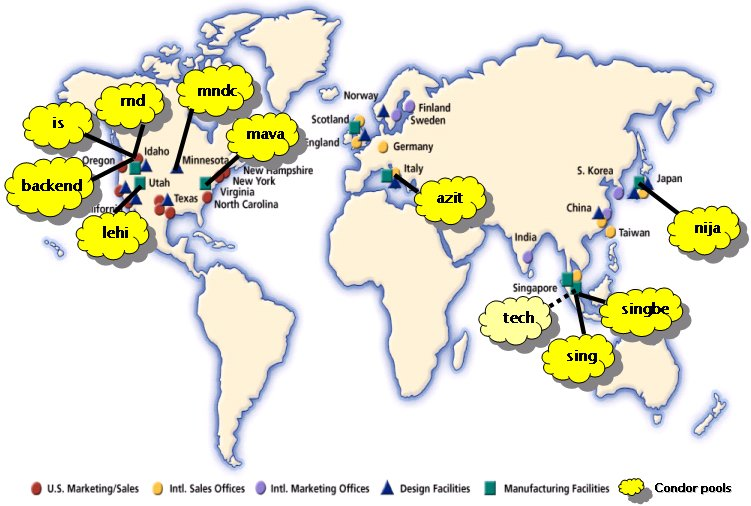 Norway
Finland
Sweden
Scotland
England
Germany
Italy
rnd
mndc
is
mava
Idaho
Oregon
Minnesota
New Hampshire
New York
backend
Utah
Virginia
Texas
North Carolina
lehi
azit
S. Korea
Japan
China
nija
Taiwan
India
Singapore
tech
singbe
sing
U.S. Marketing/Sales
Intl. Sales Offices
Intl. Marketing Offices
Design Facilities
Manufacturing Facilities
Condor pools